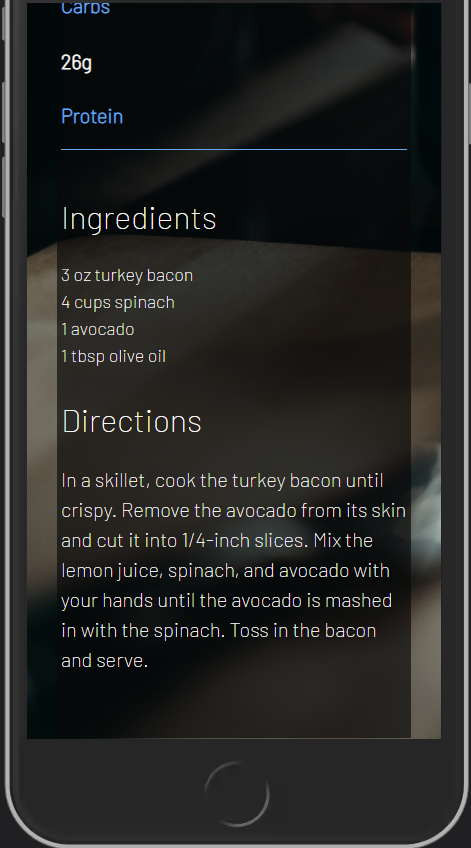 Carbs
26g
Protein
Ingredients
3 oz turkey bacon
4 cups spinach
1 avocado
1 tbsp olive oil
Directions
In a skillet, cook the turkey bacon until
crispy. Remove the avocado from its skin
and cut it into 1/4-inch slices. Mix the
lemon juice, spinach, and avocado with
your hands until the avocado is mashed
in with the spinach. Toss in the bacon
and serve.